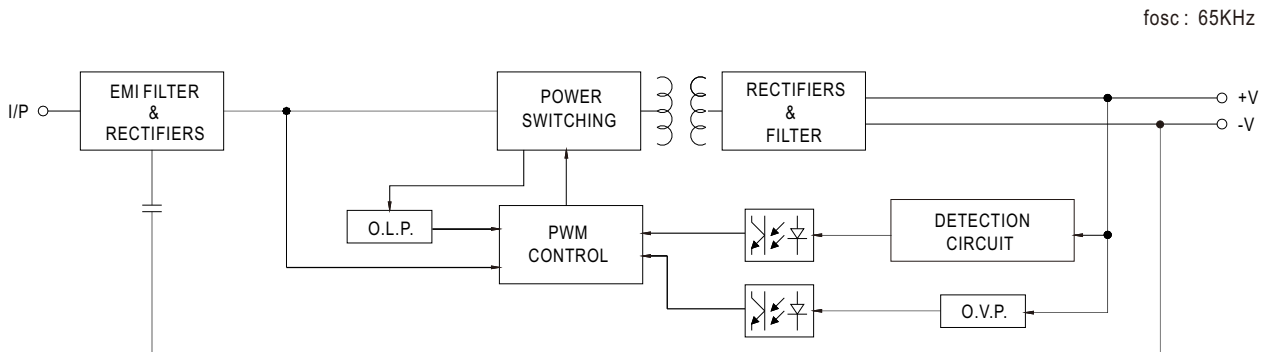 fosc : 65KHz
I/P
EMI FILTER
&
RECTIFIERS
POWER
SWITCHING
RECTIFIERS
&
FILTER
+V
-V
O.L.P.
PWM
CONTROL
DETECTION
CIRCUIT
O.V.P.